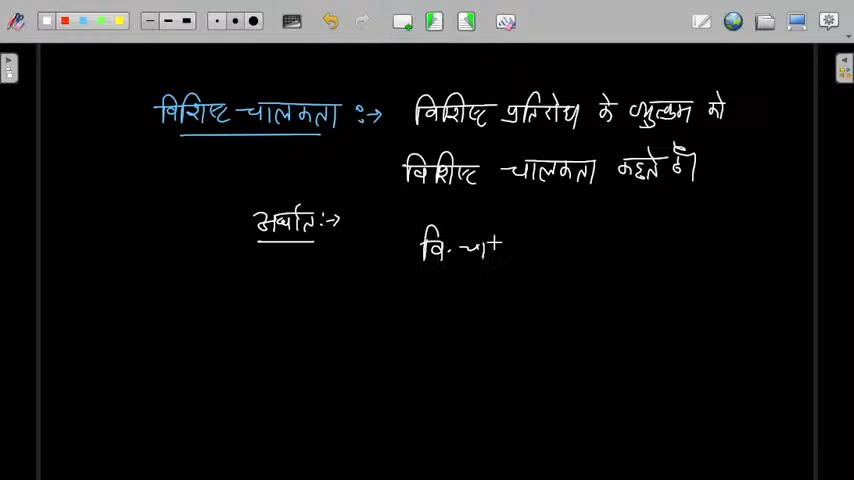 विशिष्ट चालकता :→ विशिष्ट प्रतिरोध के व्युत्क्रम को
विशिष्ट चालकता कहते हैं।
अर्थात :→
वि. चा